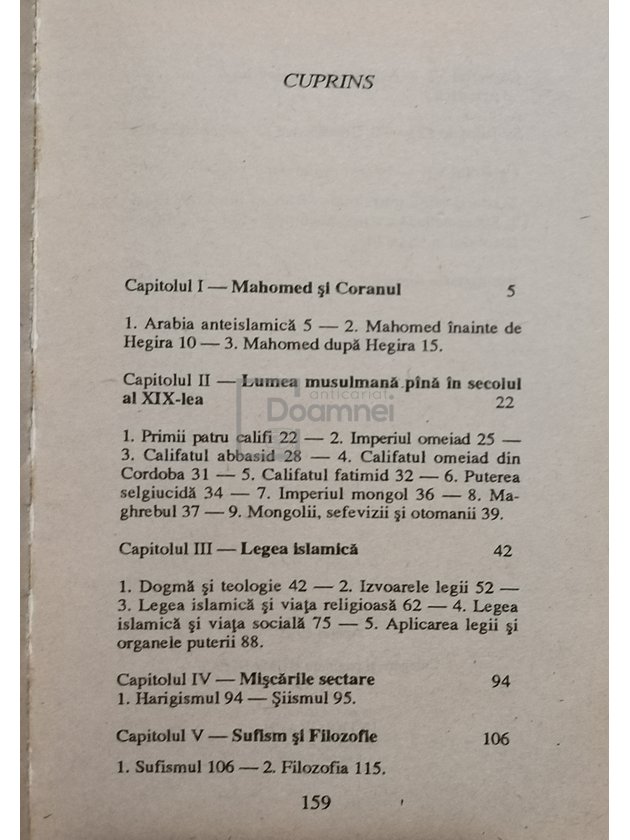 CUPRINS
Capitolul I — Mahomed şi Coranul 5
1. Arabia anteislamică 5 — 2. Mahomed înainte de
Hegira 10 — 3. Mahomed după Hegira 15.
Capitolul II — Lumea musulmană pînă în secolul
al XIX-lea 22
anticariat
Doamnei
1. Primii patru califi 22 — 2. Imperiul omeiad 25 —
3. Califatul abbasid 28 — 4. Califatul omeiad din
Cordoba 31 — 5. Califatul fatimid 32 — 6. Puterea
selgiucidă 34 — 7. Imperiul mongol 36 — 8. Ma-
ghrebul 37 — 9. Mongolii, sefevizii şi otomanii 39.
Capitolul III — Legea islamică 42
1. Dogmă şi teologie 42 — 2. Izvoarele legii 52 —
3. Legea islamică şi viaţa religioasă 62 — 4. Legea
islamică şi viaţa socială 75 — 5. Aplicarea legii şi
organele puterii 88.
Capitolul IV — Mişcările sectare 94
1. Harigismul 94 — Şiismul 95.
Capitolul V — Sufism şi Filozofie 106
1. Sufismul 106 — 2. Filozofia 115.
159